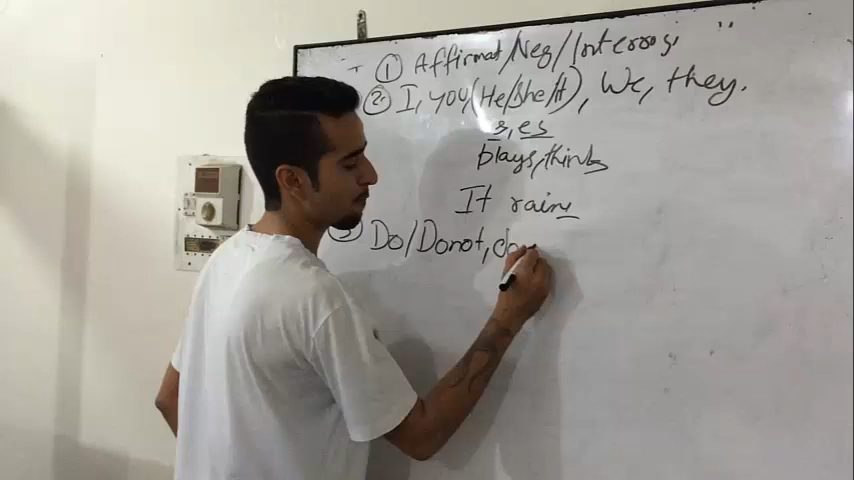 ① Affirmat/Neg/Interrog.
② I, you (He/She/It), We, they.
s, es
plays, thinks
It rains
③ Do/Donot, do